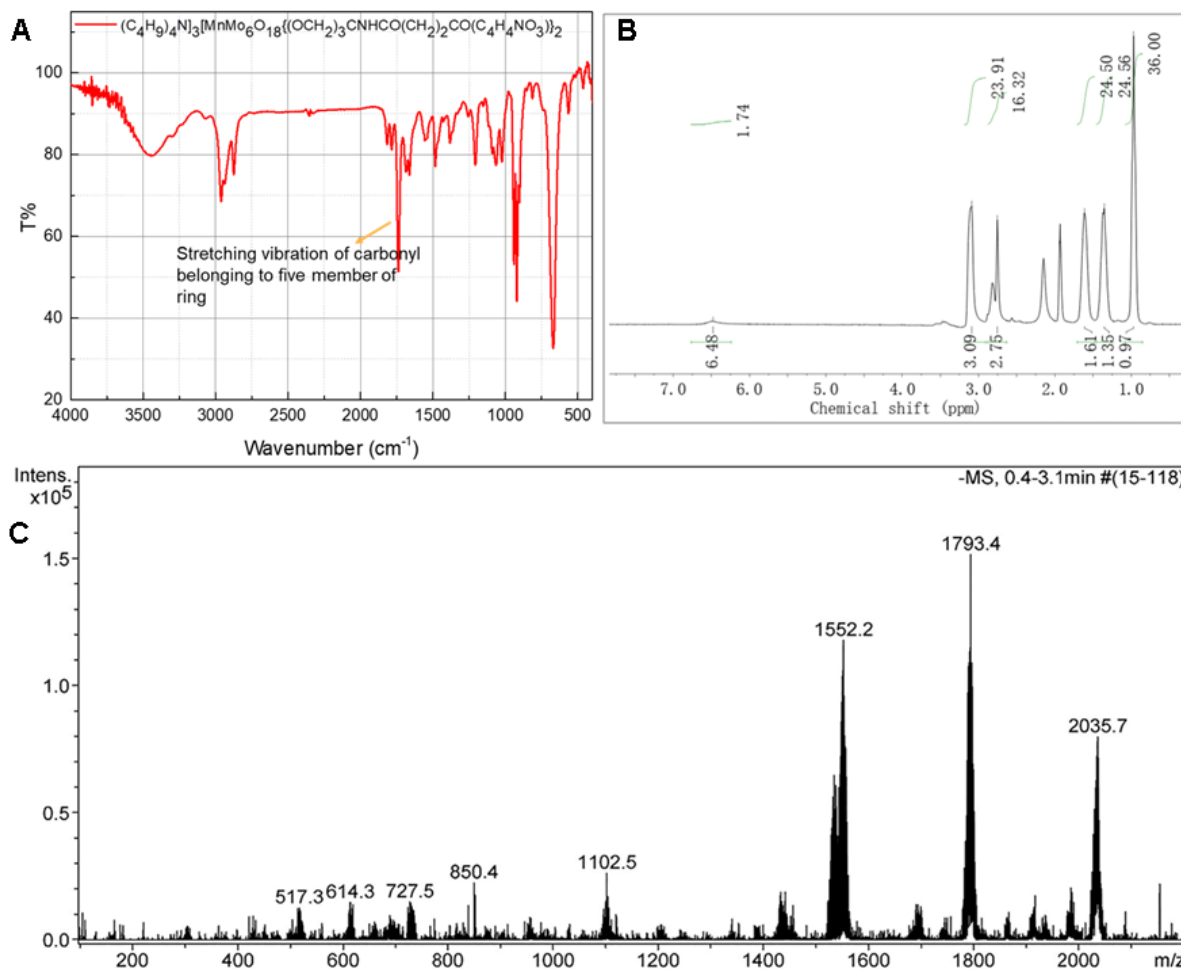 A
(C4H9)4N]3[MnMo6O18{(OCH2)3CNHCO(CH2)2CO(C4H4NO3)}2
100
80
60
40
20
T%
Stretching vibration of carbonyl
belonging to five member of
ring
4000 3500 3000 2500 2000 1500 1000 500
Wavenumber (cm-1)
B
1.74
23.91
16.32
24.50
24.56
36.00
6.48
3.09
2.75
1.61
1.35
0.97
7.0 6.0 5.0 4.0 3.0 2.0 1.0
Chemical shift (ppm)
C
Intens.
x105
-MS, 0.4-3.1min #(15-118)
1.5
1.0
0.5
0.0
517.3
614.3
727.5
850.4
1102.5
1552.2
1793.4
2035.7
200 400 600 800 1000 1200 1400 1600 1800 2000 m/z